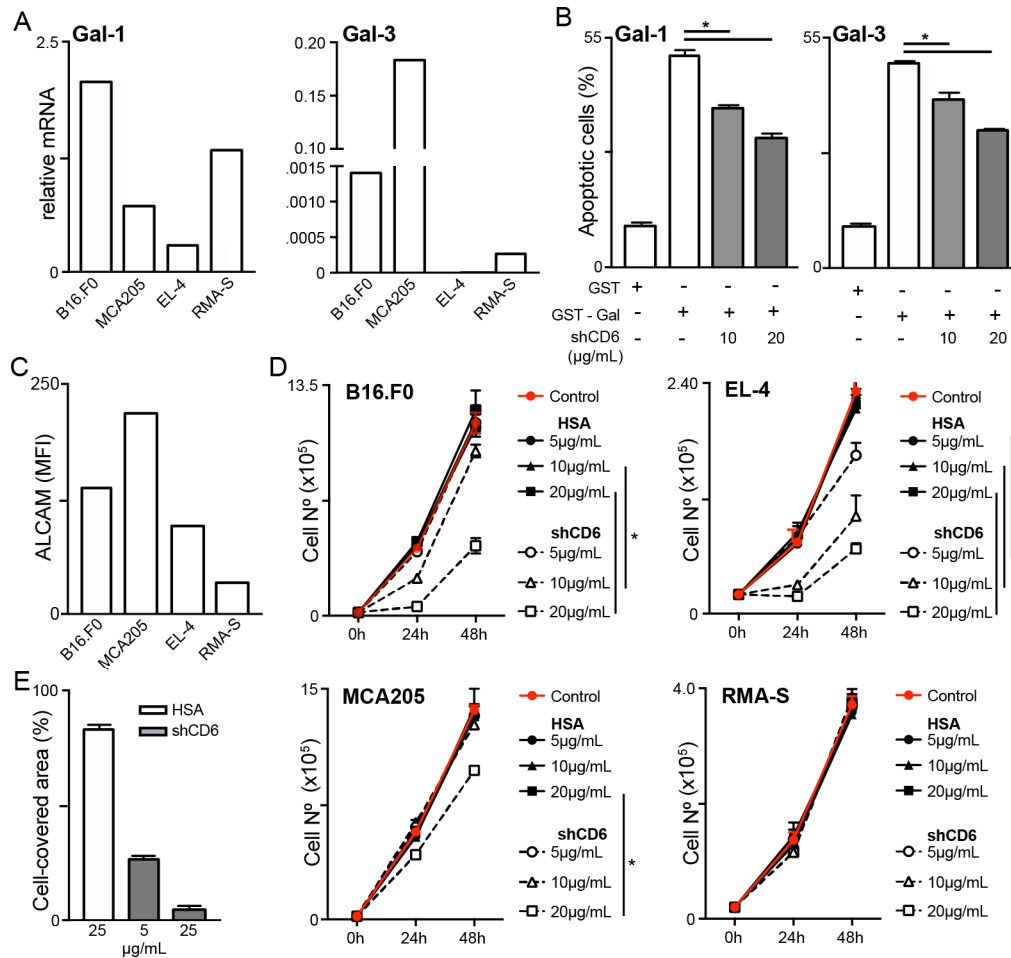 A
Gal-1
relative mRNA
2.5
0
B16.F0
MCA205
EL-4
RMA-S
Gal-3
0.20
0.15
0.10
.0015
.0005
0
B16.F0
MCA205
EL-4
RMA-S
B
Gal-1
Apoptotic cells (%)
55
55
*
Gal-3
55
55
*
GST + - - - + - - -
GST - Gal - + + + - + + +
shCD6 - - 10 20 - - 10 20
(µg/mL)
C
ALCAM (MFI)
250
0
B16.F0
MCA205
EL-4
RMA-S
D
B16.F0
Cell Nº (x10⁵)
13.5
0
0h 24h 48h
Control
HSA
5µg/mL
10µg/mL
20µg/mL
shCD6
5µg/mL
10µg/mL
20µg/mL
*
EL-4
Cell Nº (x10⁵)
2.40
0
0h 24h 48h
Control
HSA
5µg/mL
10µg/mL
20µg/mL
shCD6
5µg/mL
10µg/mL
20µg/mL
MCA205
Cell Nº (x10⁵)
15
0
0h 24h 48h
Control
HSA
5µg/mL
10µg/mL
20µg/mL
shCD6
5µg/mL
10µg/mL
20µg/mL
*
RMA-S
Cell Nº (x10⁵)
4.0
0
0h 24h 48h
Control
HSA
5µg/mL
10µg/mL
20µg/mL
shCD6
5µg/mL
10µg/mL
20µg/mL
E
Cell-covered area (%)
100
0
HSA
shCD6
25 5 25
µg/mL